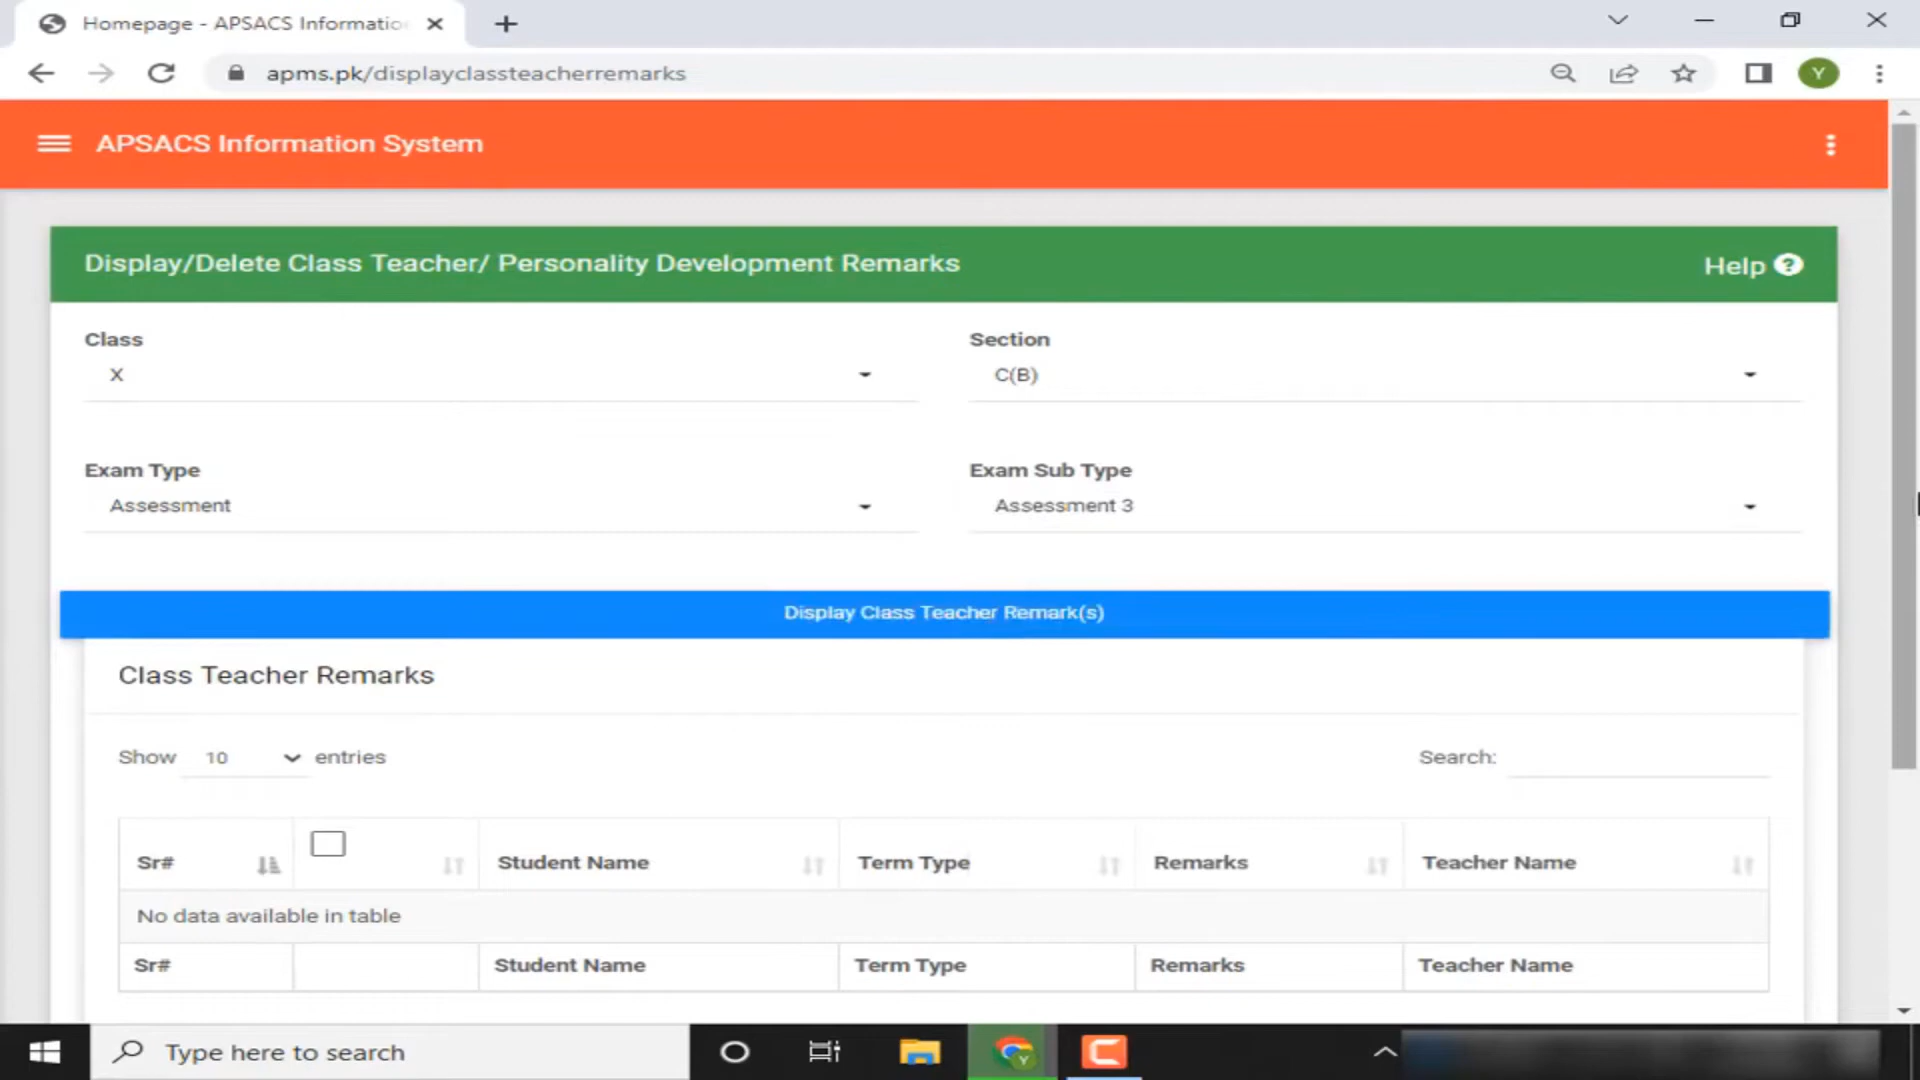 Homepage - APSACS Informatio
apms.pk/displayclassteacherremarks
Y
APSACS Information System
Display/Delete Class Teacher/ Personality Development Remarks
Help ?
Class
Section
X
C(B)
Exam Type
Exam Sub Type
Assessment
Assessment 3
Display Class Teacher Remark(s)
Class Teacher Remarks
Show 10 entries
Search:
Sr# Student Name Term Type Remarks Teacher Name
No data available in table
Sr# Student Name Term Type Remarks Teacher Name
Type here to search